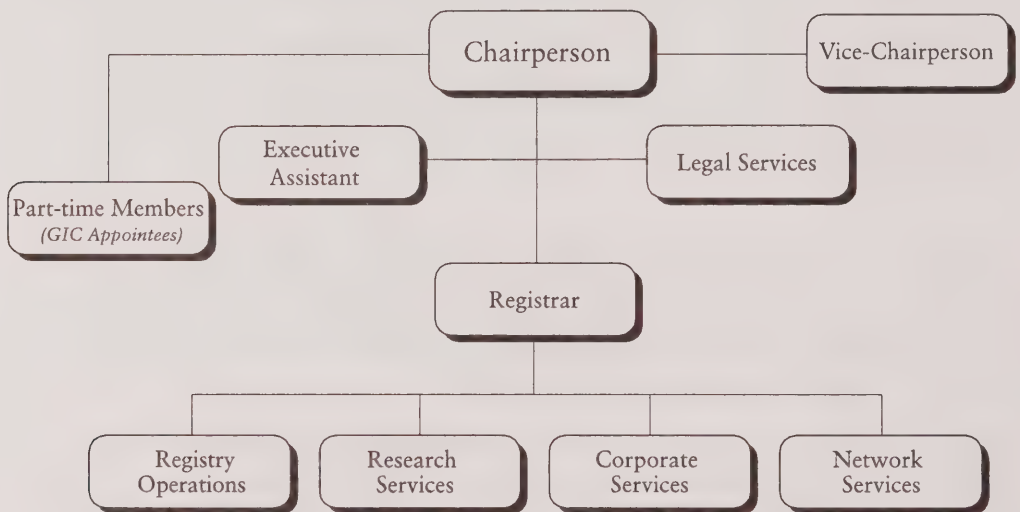 Chairperson
Vice-Chairperson
Executive
Assistant
Legal Services
Part-time Members
(GIC Appointees)
Registrar
Registry
Operations
Research
Services
Corporate
Services
Network
Services